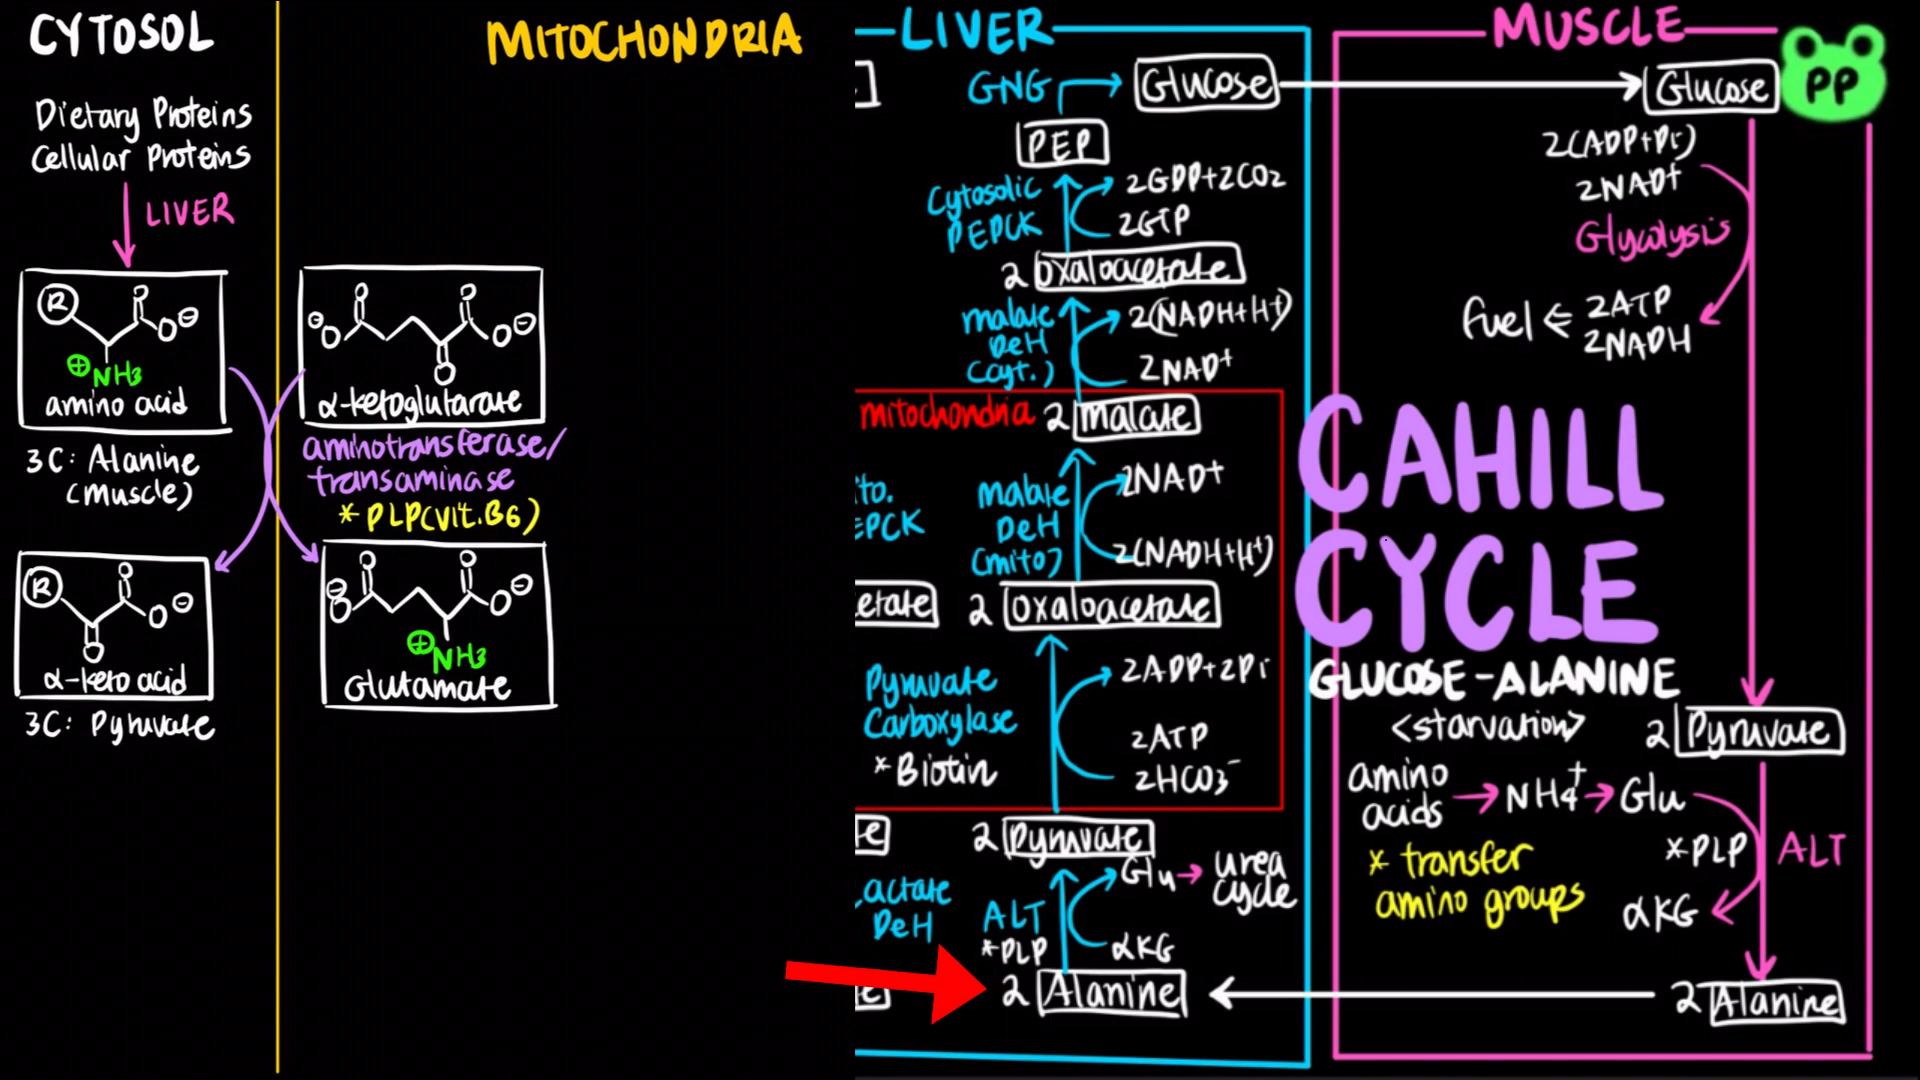 CYTOSOL
MITOCHONDRIA
Dietary Proteins
Cellular Proteins
LIVER
R
O
O⊖
⊕NH3
amino acid
3C: Alanine
(muscle)
⊖O
O
O
O⊖
O
α-ketoglutarate
aminotransferase/
transaminase
* PLP(vit.B6)
R
O
O⊖
O
α-keto acid
3C: Pyruvate
⊖O
O
O
O⊖
⊕NH3
Glutamate
LIVER
GNG
Glucose
PEP
Cytosolic
PEPCK
2GDP+2CO2
2GTP
2 oxaloacetate
malate
DeH
(cyt.)
2(NADH+H+)
2NAD+
mitochondria
2 malate
to.
EPCK
malate
DeH
(mito)
2NAD+
2(NADH+H+)
etate
2 oxaloacetate
Pyruvate
Carboxylase
*Biotin
2ADP+2Pi
2ATP
2HCO3-
e
2 pyruvate
Glu → urea
cycle
actate
DeH
ALT
*PLP
αKG
e
2 Alanine
MUSCLE
Glucose
PP
2(ADP+Pi)
2NAD+
Glycolysis
fuel ⇐ 2ATP
2NADH
CAHILL
CYCLE
GLUCOSE-ALANINE
<starvation>
2 Pyruvate
amino
acids → NH4+ → Glu
*PLP
ALT
* transfer
amino groups
αKG
2 Alanine